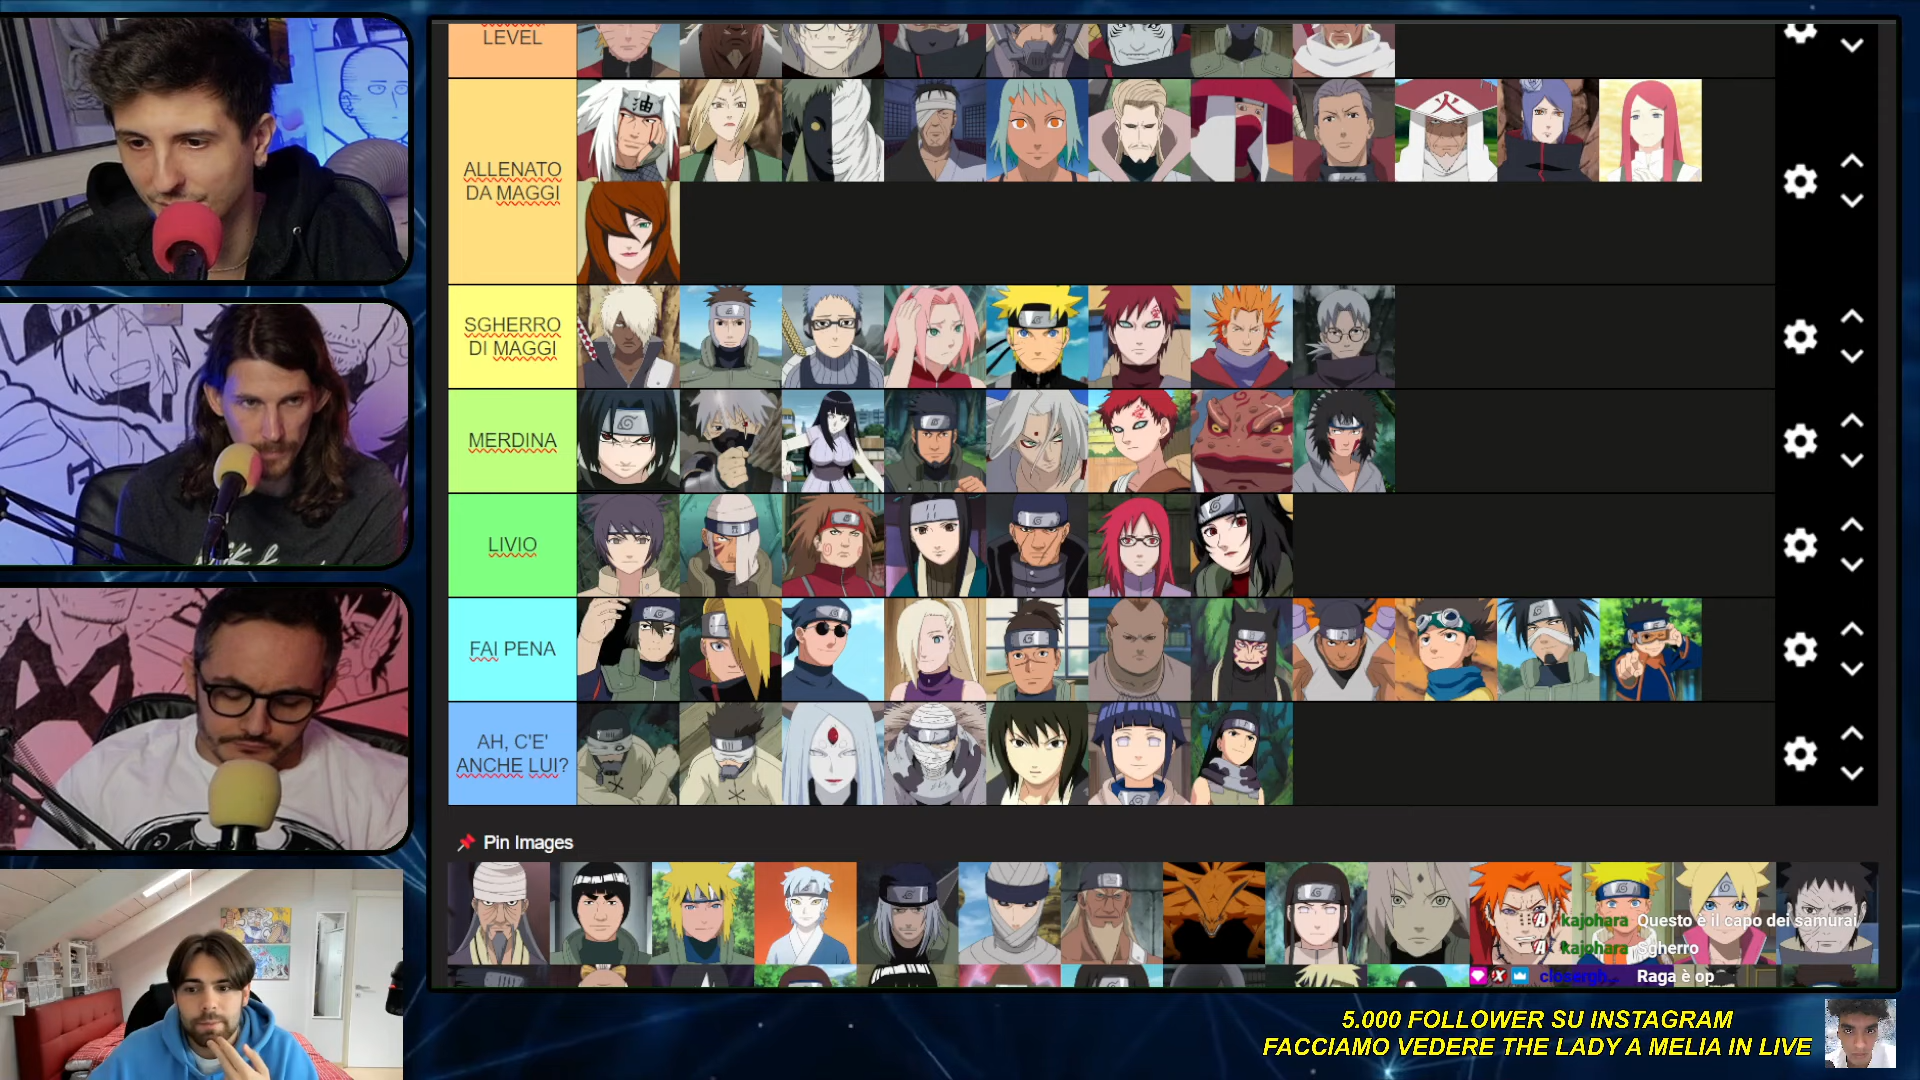 LEVEL
ALLENATO
DA MAGGI
SGHERRO
DI MAGGI
MERDINA
LIVIO
FAI PENA
AH, C'E'
ANCHE LUI?
Pin Images
kajohara Questo è il capo dei samurai
kajohara Sgherro
Raga è op
5.000 FOLLOWER SU INSTAGRAM
FACCIAMO VEDERE THE LADY A MELIA IN LIVE